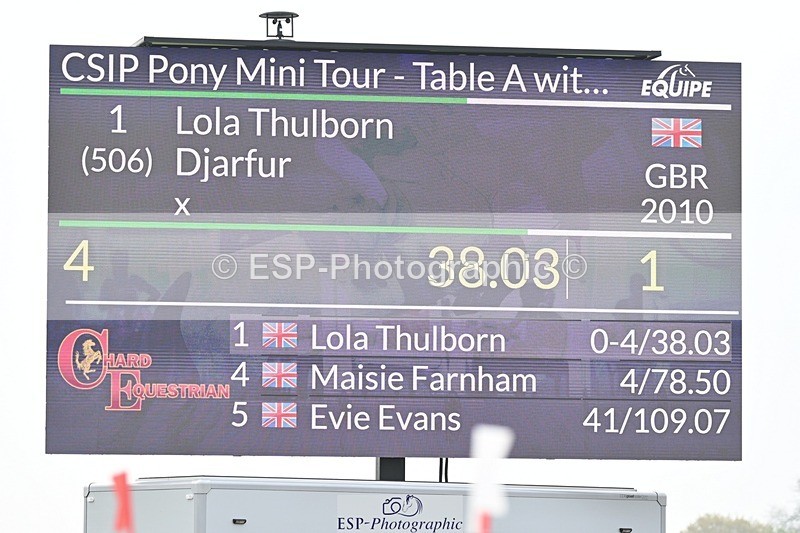 CSIP Pony Mini Tour - Table A wit...
EQUIPE
1 Lola Thulborn
(506) Djarfur GBR
x 2010
4 38.03 1
© ESP-Photographic ©
1 Lola Thulborn 0-4/38.03
4 Maisie Farnham 4/78.50
5 Evie Evans 41/109.07
CHARD
EQUESTRIAN
ESP-Photographic